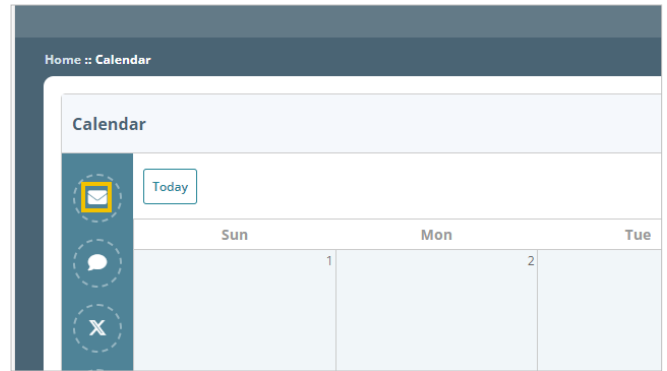 Home :: Calendar
Calendar
Today
Sun Mon Tue
1 2